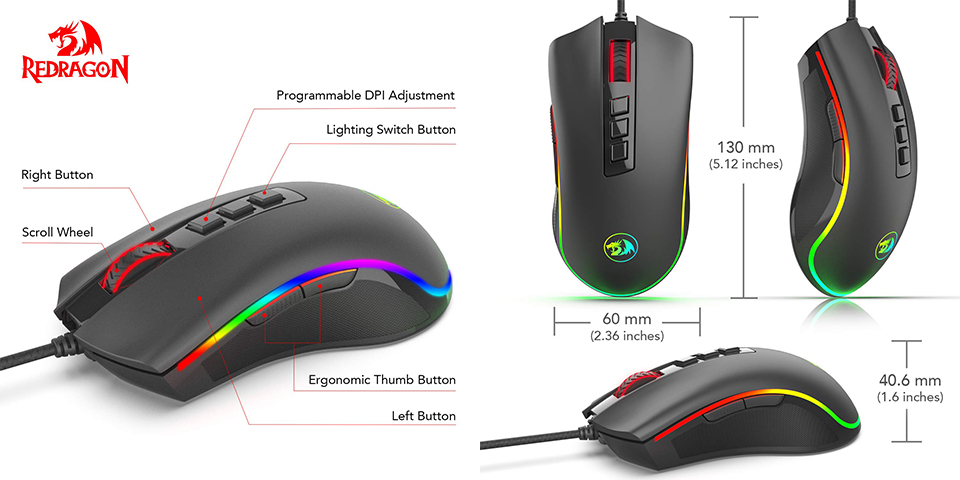 REDRAGON
Programmable DPI Adjustment
Lighting Switch Button
Right Button
Scroll Wheel
Ergonomic Thumb Button
Left Button
130 mm
(5.12 inches)
60 mm
(2.36 inches)
40.6 mm
(1.6 inches)